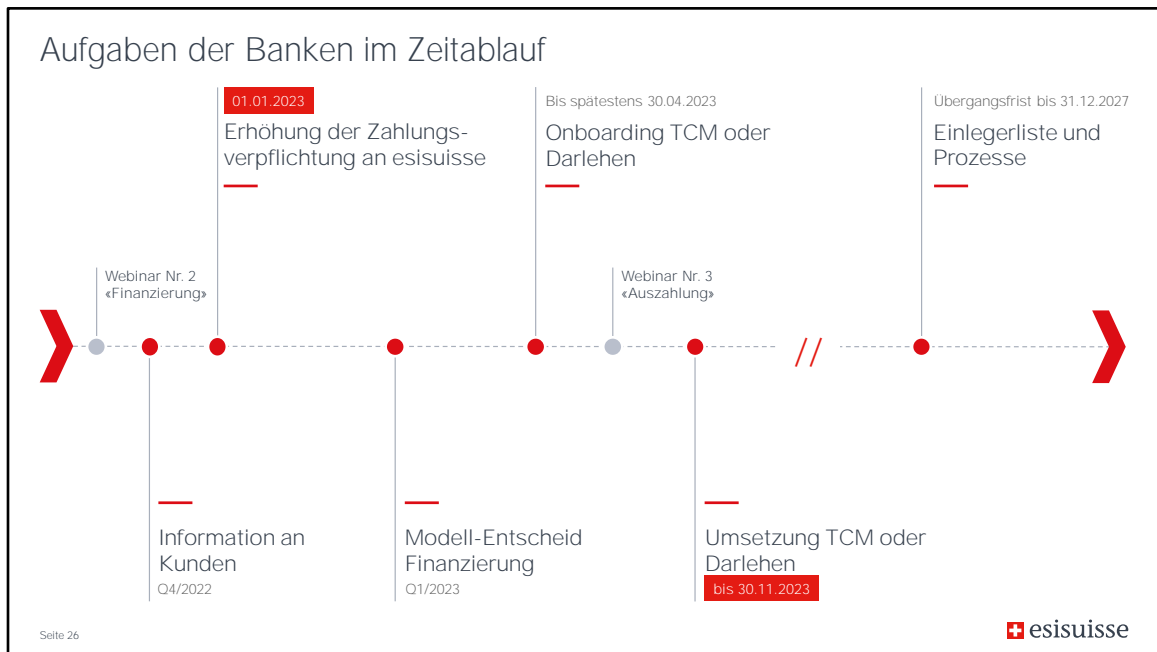 Aufgaben der Banken im Zeitablauf
01.01.2023
Erhöhung der Zahlungs-
verpflichtung an esisuisse
Bis spätestens 30.04.2023
Onboarding TCM oder
Darlehen
Übergangsfrist bis 31.12.2027
Einlegerliste und
Prozesse
Webinar Nr. 2
«Finanzierung»
Webinar Nr. 3
«Auszahlung»
//
Information an
Kunden
Q4/2022
Modell-Entscheid
Finanzierung
Q1/2023
Umsetzung TCM oder
Darlehen
bis 30.11.2023
Seite 26
esisuisse